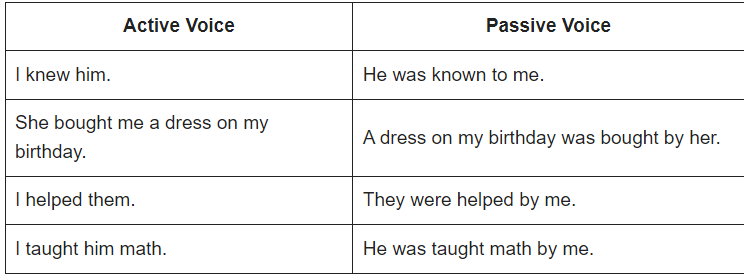 Active Voice Passive Voice
I knew him. He was known to me.
She bought me a dress on my
birthday.
A dress on my birthday was bought by her.
I helped them. They were helped by me.
I taught him math. He was taught math by me.